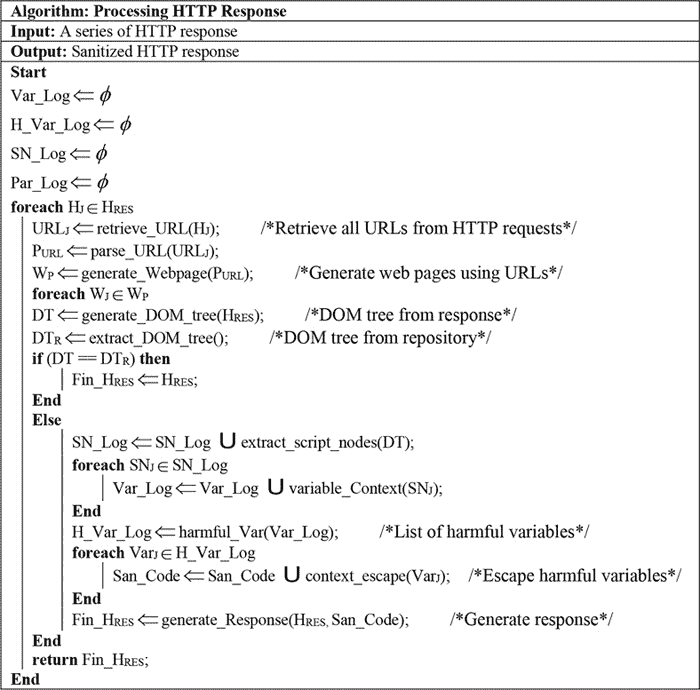 Algorithm: Processing HTTP Response
Input: A series of HTTP response
Output: Sanitized HTTP response
Start
Var_Log⇐ ϕ
H_Var_Log⇐ ϕ
SN_Log⇐ ϕ
Par_Log⇐ ϕ
foreach HJ ∈ HRES
URLJ⇐ retrieve_URL(HJ); /*Retrieve all URLs from HTTP requests*/
PURL⇐ parse_URL(URLJ);
WP⇐ generate_Webpage(PURL); /*Generate web pages using URLs*/
foreach WJ ∈ WP
DT⇐ generate_DOM_tree(HRES); /*DOM tree from response*/
DTR⇐ extract_DOM_tree(); /*DOM tree from repository*/
if (DT == DTR) then
Fin_HRES⇐ HRES;
End
Else
SN_Log⇐ SN_Log ∪ extract_script_nodes(DT);
foreach SNJ ∈ SN_Log
Var_Log⇐ Var_Log ∪ variable_Context(SNJ);
End
H_Var_Log⇐ harmful_Var(Var_Log); /*List of harmful variables*/
foreach VarJ ∈ H_Var_Log
San_Code⇐ San_Code ∪ context_escape(VarJ); /*Escape harmful variables*/
End
Fin_HRES⇐ generate_Response(HRES, San_Code); /*Generate response*/
End
return Fin_HRES;
End